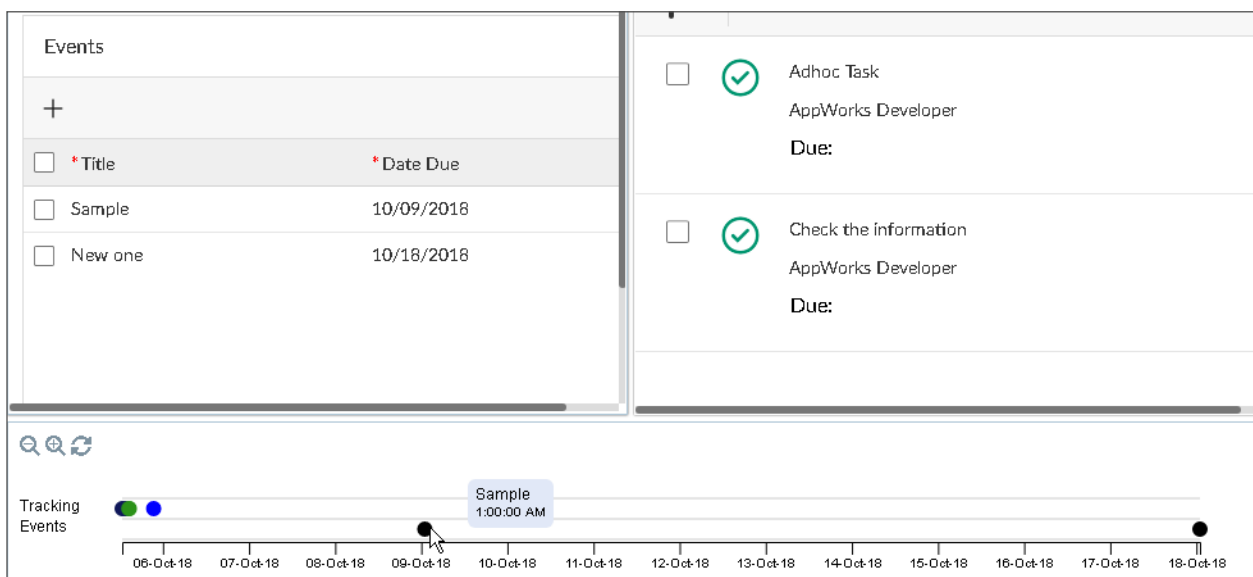 Events
* Title
* Date Due
Sample
10/09/2018
New one
10/18/2018
Adhoc Task
AppWorks Developer
Due:
Check the information
AppWorks Developer
Due:
Tracking
Events
Sample
1:00:00 AM
06-Oct-18 07-Oct-18 08-Oct-18 09-Oct-18 10-Oct-18 11-Oct-18 12-Oct-18 13-Oct-18 14-Oct-18 15-Oct-18 16-Oct-18 17-Oct-18 18-Oct-18